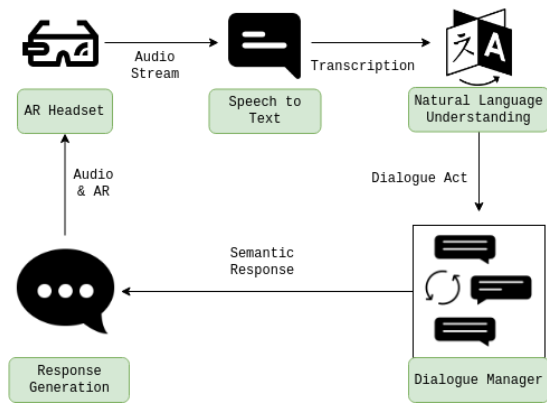 Audio
Stream
Transcription
文
A
AR Headset
Speech to
Text
Natural Language
Understanding
Audio
& AR
Dialogue Act
Semantic
Response
Response
Generation
Dialogue Manager